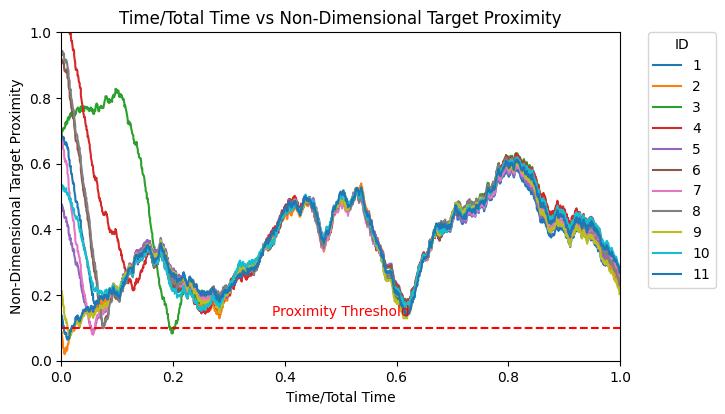 Time/Total Time vs Non-Dimensional Target Proximity
Non-Dimensional Target Proximity
1.0
0.8
0.6
0.4
0.2
0.0
Proximity Threshold
0.0 0.2 0.4 0.6 0.8 1.0
Time/Total Time
ID
1
2
3
4
5
6
7
8
9
10
11